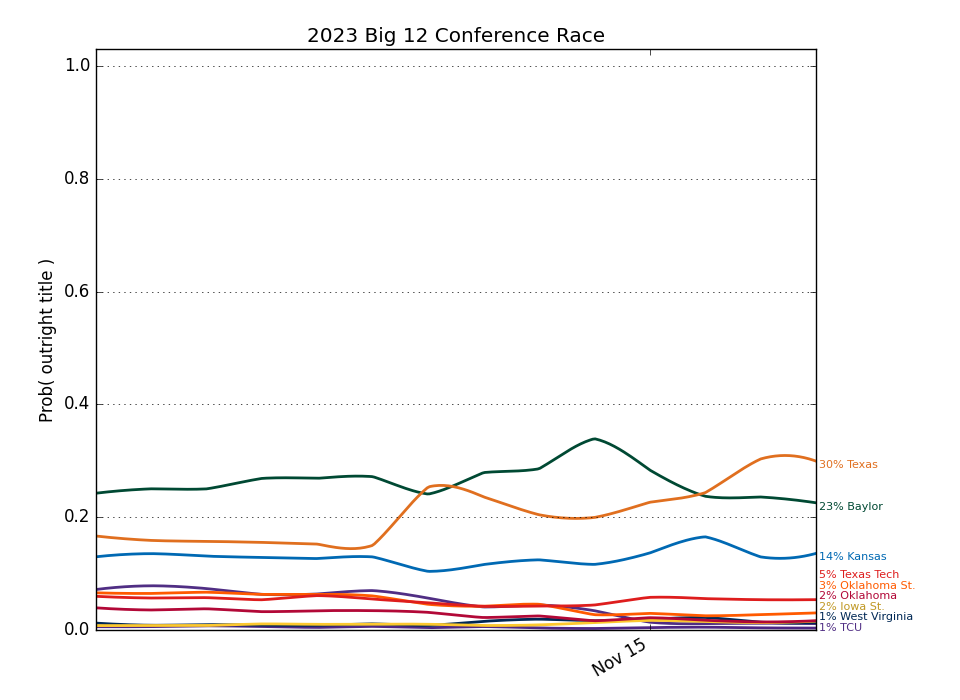 2023 Big 12 Conference Race
1.0
0.8
0.6
0.4
0.2
0.0
Prob( outright title )
Nov 15
30% Texas
23% Baylor
14% Kansas
5% Texas Tech
3% Oklahoma St.
2% Oklahoma
2% Iowa St.
1% West Virginia
1% TCU